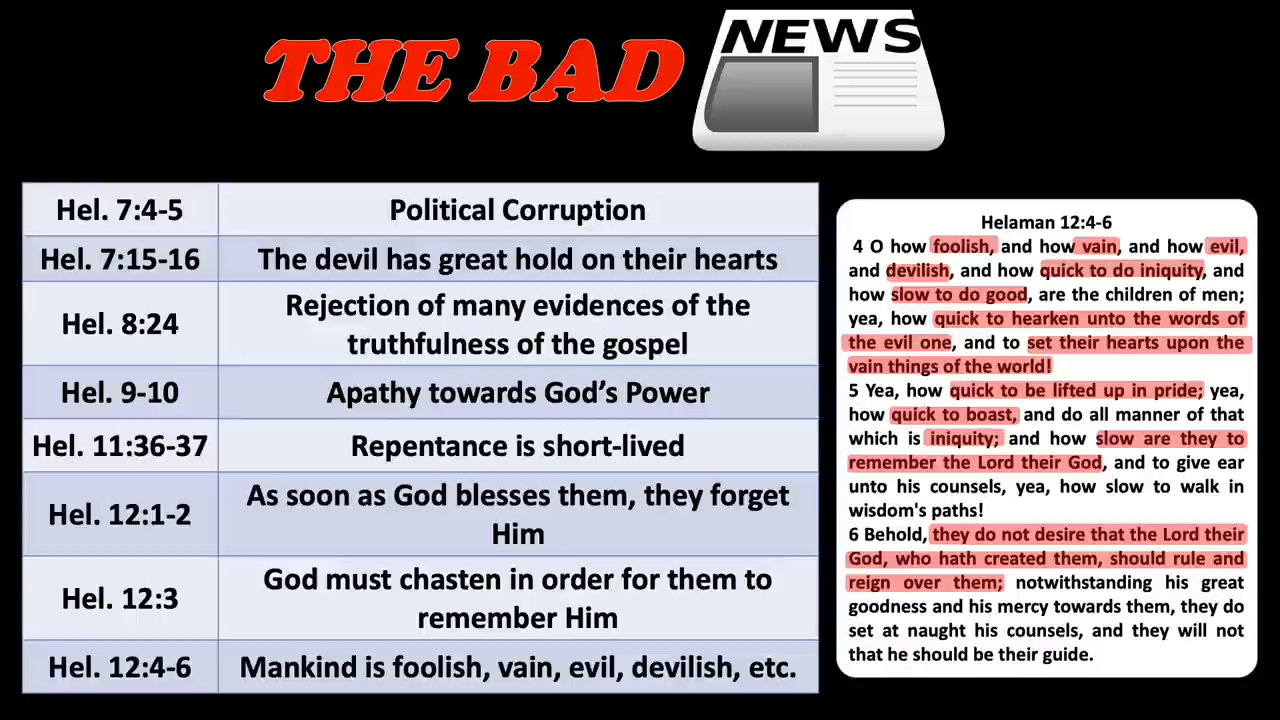 THE BAD NEWS
Hel. 7:4-5 Political Corruption
Hel. 7:15-16 The devil has great hold on their hearts
Hel. 8:24 Rejection of many evidences of the
truthfulness of the gospel
Hel. 9-10 Apathy towards God’s Power
Hel. 11:36-37 Repentance is short-lived
Hel. 12:1-2 As soon as God blesses them, they forget
Him
Hel. 12:3 God must chasten in order for them to
remember Him
Hel. 12:4-6 Mankind is foolish, vain, evil, devilish, etc.
Helaman 12:4-6
4 O how foolish, and how vain, and how evil,
and devilish, and how quick to do iniquity, and
how slow to do good, are the children of men;
yea, how quick to hearken unto the words of
the evil one, and to set their hearts upon the
vain things of the world!
5 Yea, how quick to be lifted up in pride; yea,
how quick to boast, and do all manner of that
which is iniquity; and how slow are they to
remember the Lord their God, and to give ear
unto his counsels, yea, how slow to walk in
wisdom's paths!
6 Behold, they do not desire that the Lord their
God, who hath created them, should rule and
reign over them; notwithstanding his great
goodness and his mercy towards them, they do
set at naught his counsels, and they will not
that he should be their guide.